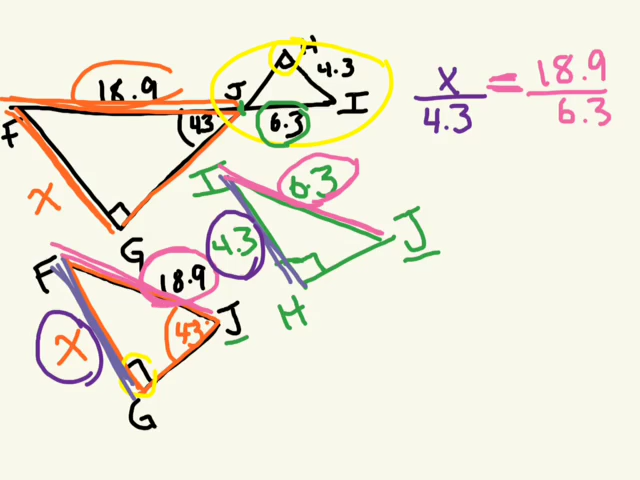 H
18.9 J 4.3
I
F 43 6.3
x
G
x/4.3 = 18.9/6.3
I 6.3
4.3 J
H
F 18.9
x 43 J
G